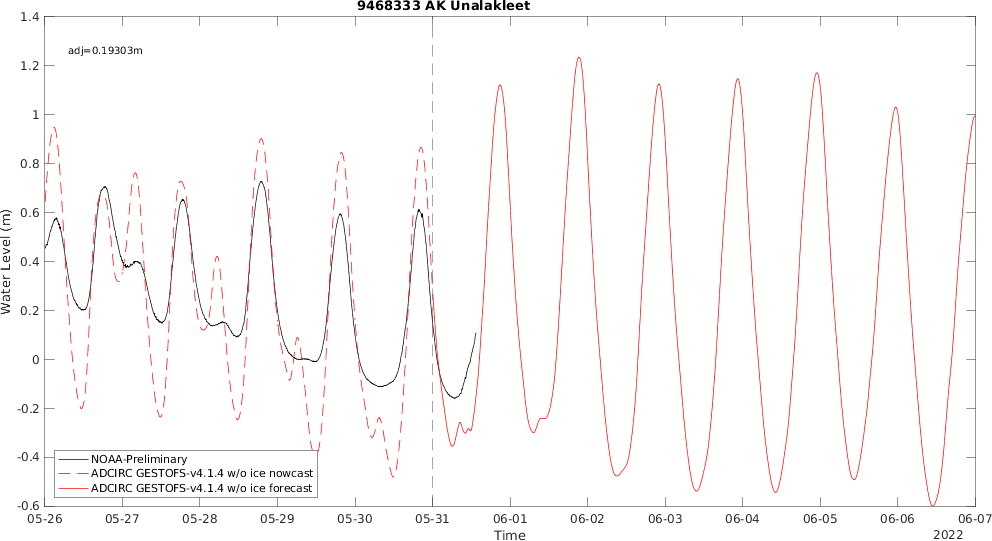 9468333 AK Unalakleet
adj=0.19303m
Water Level (m)
1.4
1.2
1
0.8
0.6
0.4
0.2
0
-0.2
-0.4
-0.6
NOAA-Preliminary
ADCIRC GESTOFS-v4.1.4 w/o ice nowcast
ADCIRC GESTOFS-v4.1.4 w/o ice forecast
05-26 05-27 05-28 05-29 05-30 05-31 06-01 06-02 06-03 06-04 06-05 06-06 06-07
Time
2022